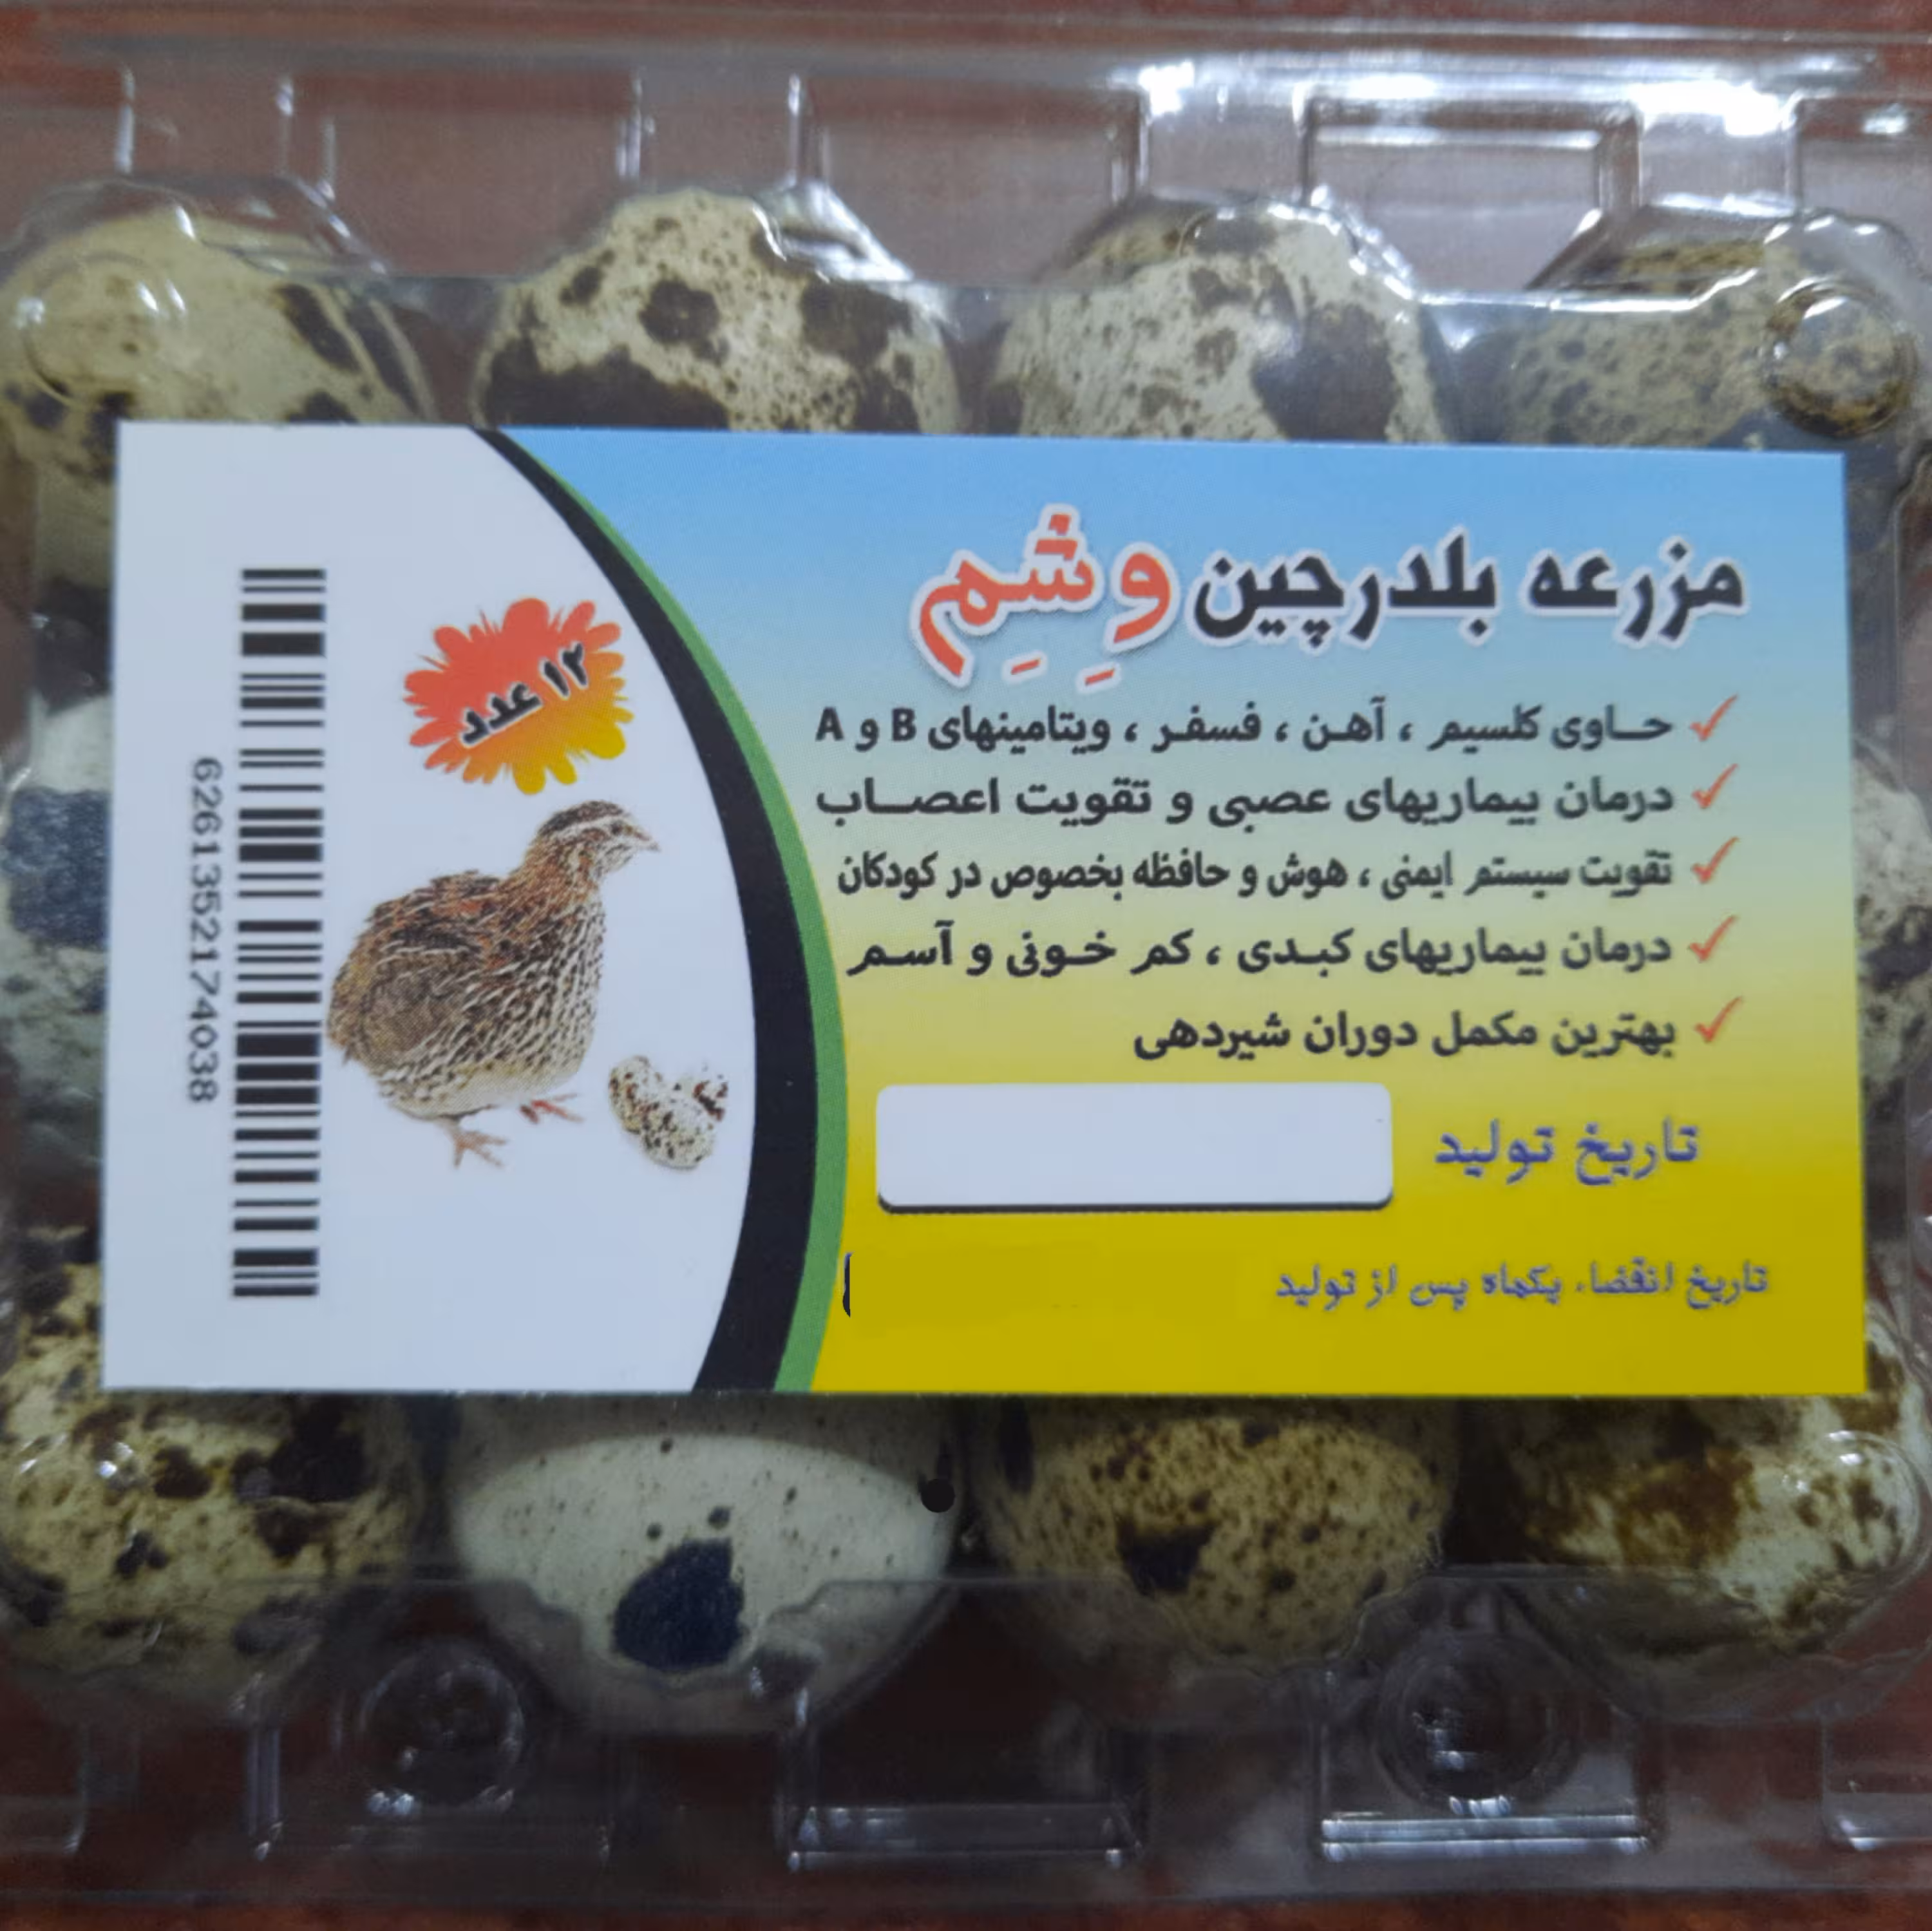 مزرعه بلدرچین وِشِم
حاوی کلسیم ، آهن ، فسفر ، ویتامینهای B و A
درمان بیماریهای عصبی و تقویت اعصاب
تقویت سیستم ایمنی ، هوش و حافظه بخصوص در کودکان
درمان بیماریهای کبدی ، کم خونی و آسم
بهترین مکمل دوران شیردهی
تاریخ تولید
تاریخ انقضاء یکماه پس از تولید
۱۲ عدد
6261352174038